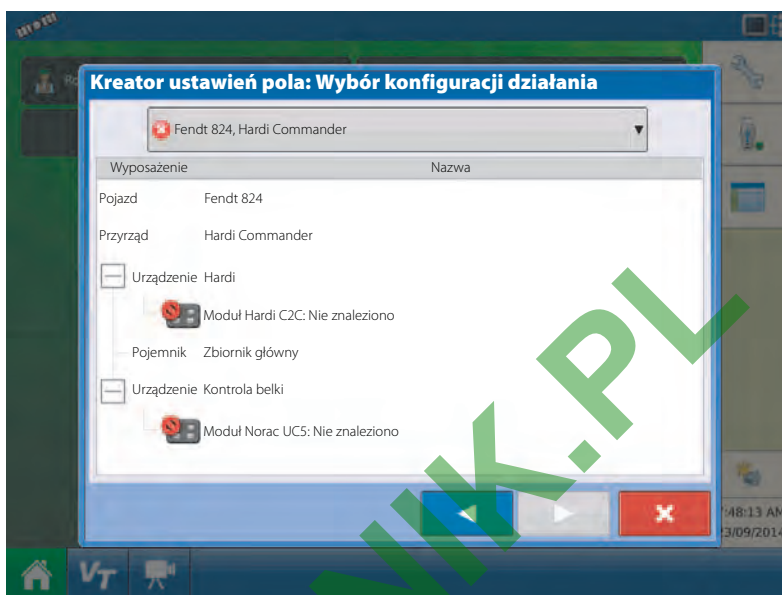 Kreator ustawień pola: Wybór konfiguracji działania
Fendt 824, Hardi Commander
Wyposażenie Nazwa
Pojazd Fendt 824
Przyrząd Hardi Commander
Urządzenie Hardi
Moduł Hardi C2C: Nie znaleziono
Pojemnik Zbiornik główny
Urządzenie Kontrola belki
Moduł Norac UC5: Nie znaleziono
NIK.PL
:48:13 AM
3/09/2014
VT